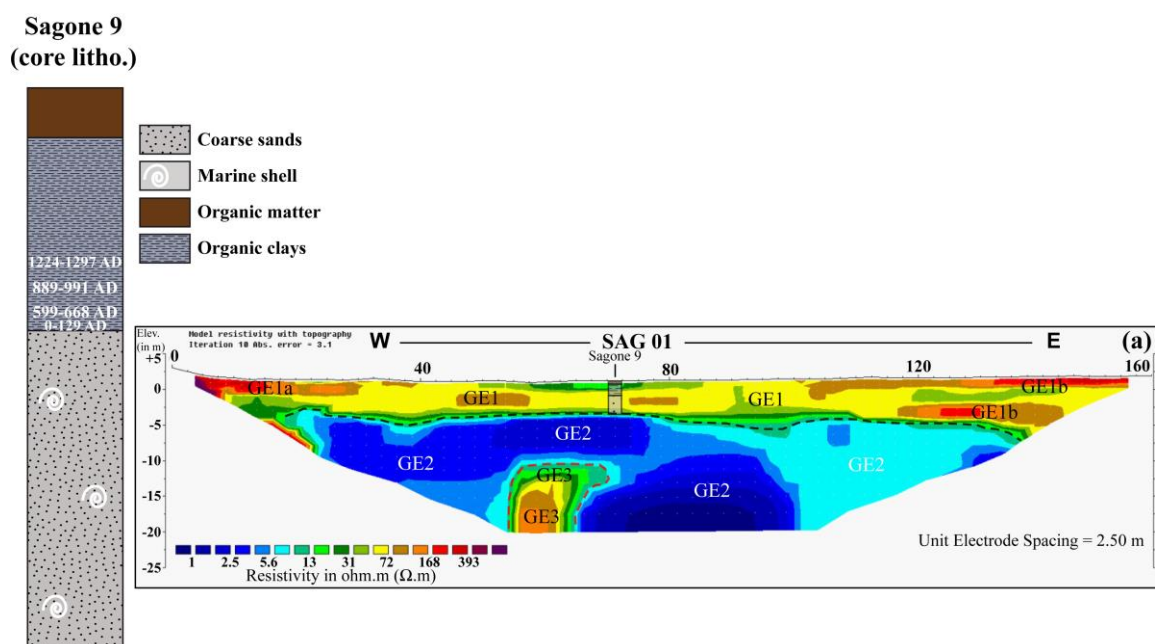 Sagone 9
(core litho.)
Coarse sands
Marine shell
Organic matter
Organic clays
1224-1297 AD
889-991 AD
599-668 AD
0-129 AD
Elev.
(in m)
Model resistivity with topography
Iteration 10 Abs. error = 3.1
W SAG 01 E (a)
Sagone 9
0 40 80 120 160
+5
0
-5
-10
-15
-20
-25
GE1a GE1 GE1 GE1b
GE1b
GE2 GE2 GE2 GE2
GE3
GE3
1 2.5 5.6 13 31 72 168 393
Resistivity in ohm.m (Ω.m)
Unit Electrode Spacing = 2.50 m